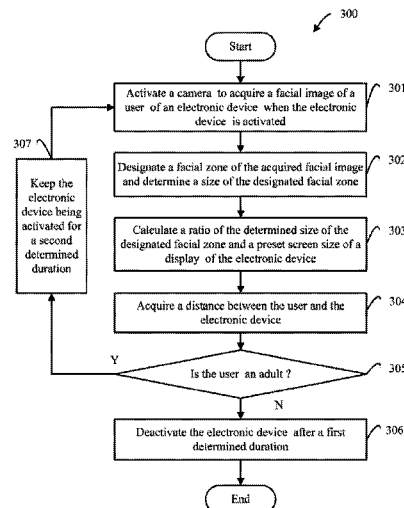 300
Start
Activate a camera to acquire a facial image of a
user of an electronic device when the electronic
device is activated
301
307
Designate a facial zone of the acquired facial image
and determine a size of the designated facial zone
302
Keep the
electronic
device being
activated for
a second
determined
duration
Calculate a ratio of the determined size of the
designated facial zone and a preset screen size of a
display of the electronic device
303
Acquire a distance between the user and the
electronic device
304
Y
Is the user an adult ?
305
N
Deactivate the electronic device after a first
determined duration
306
End